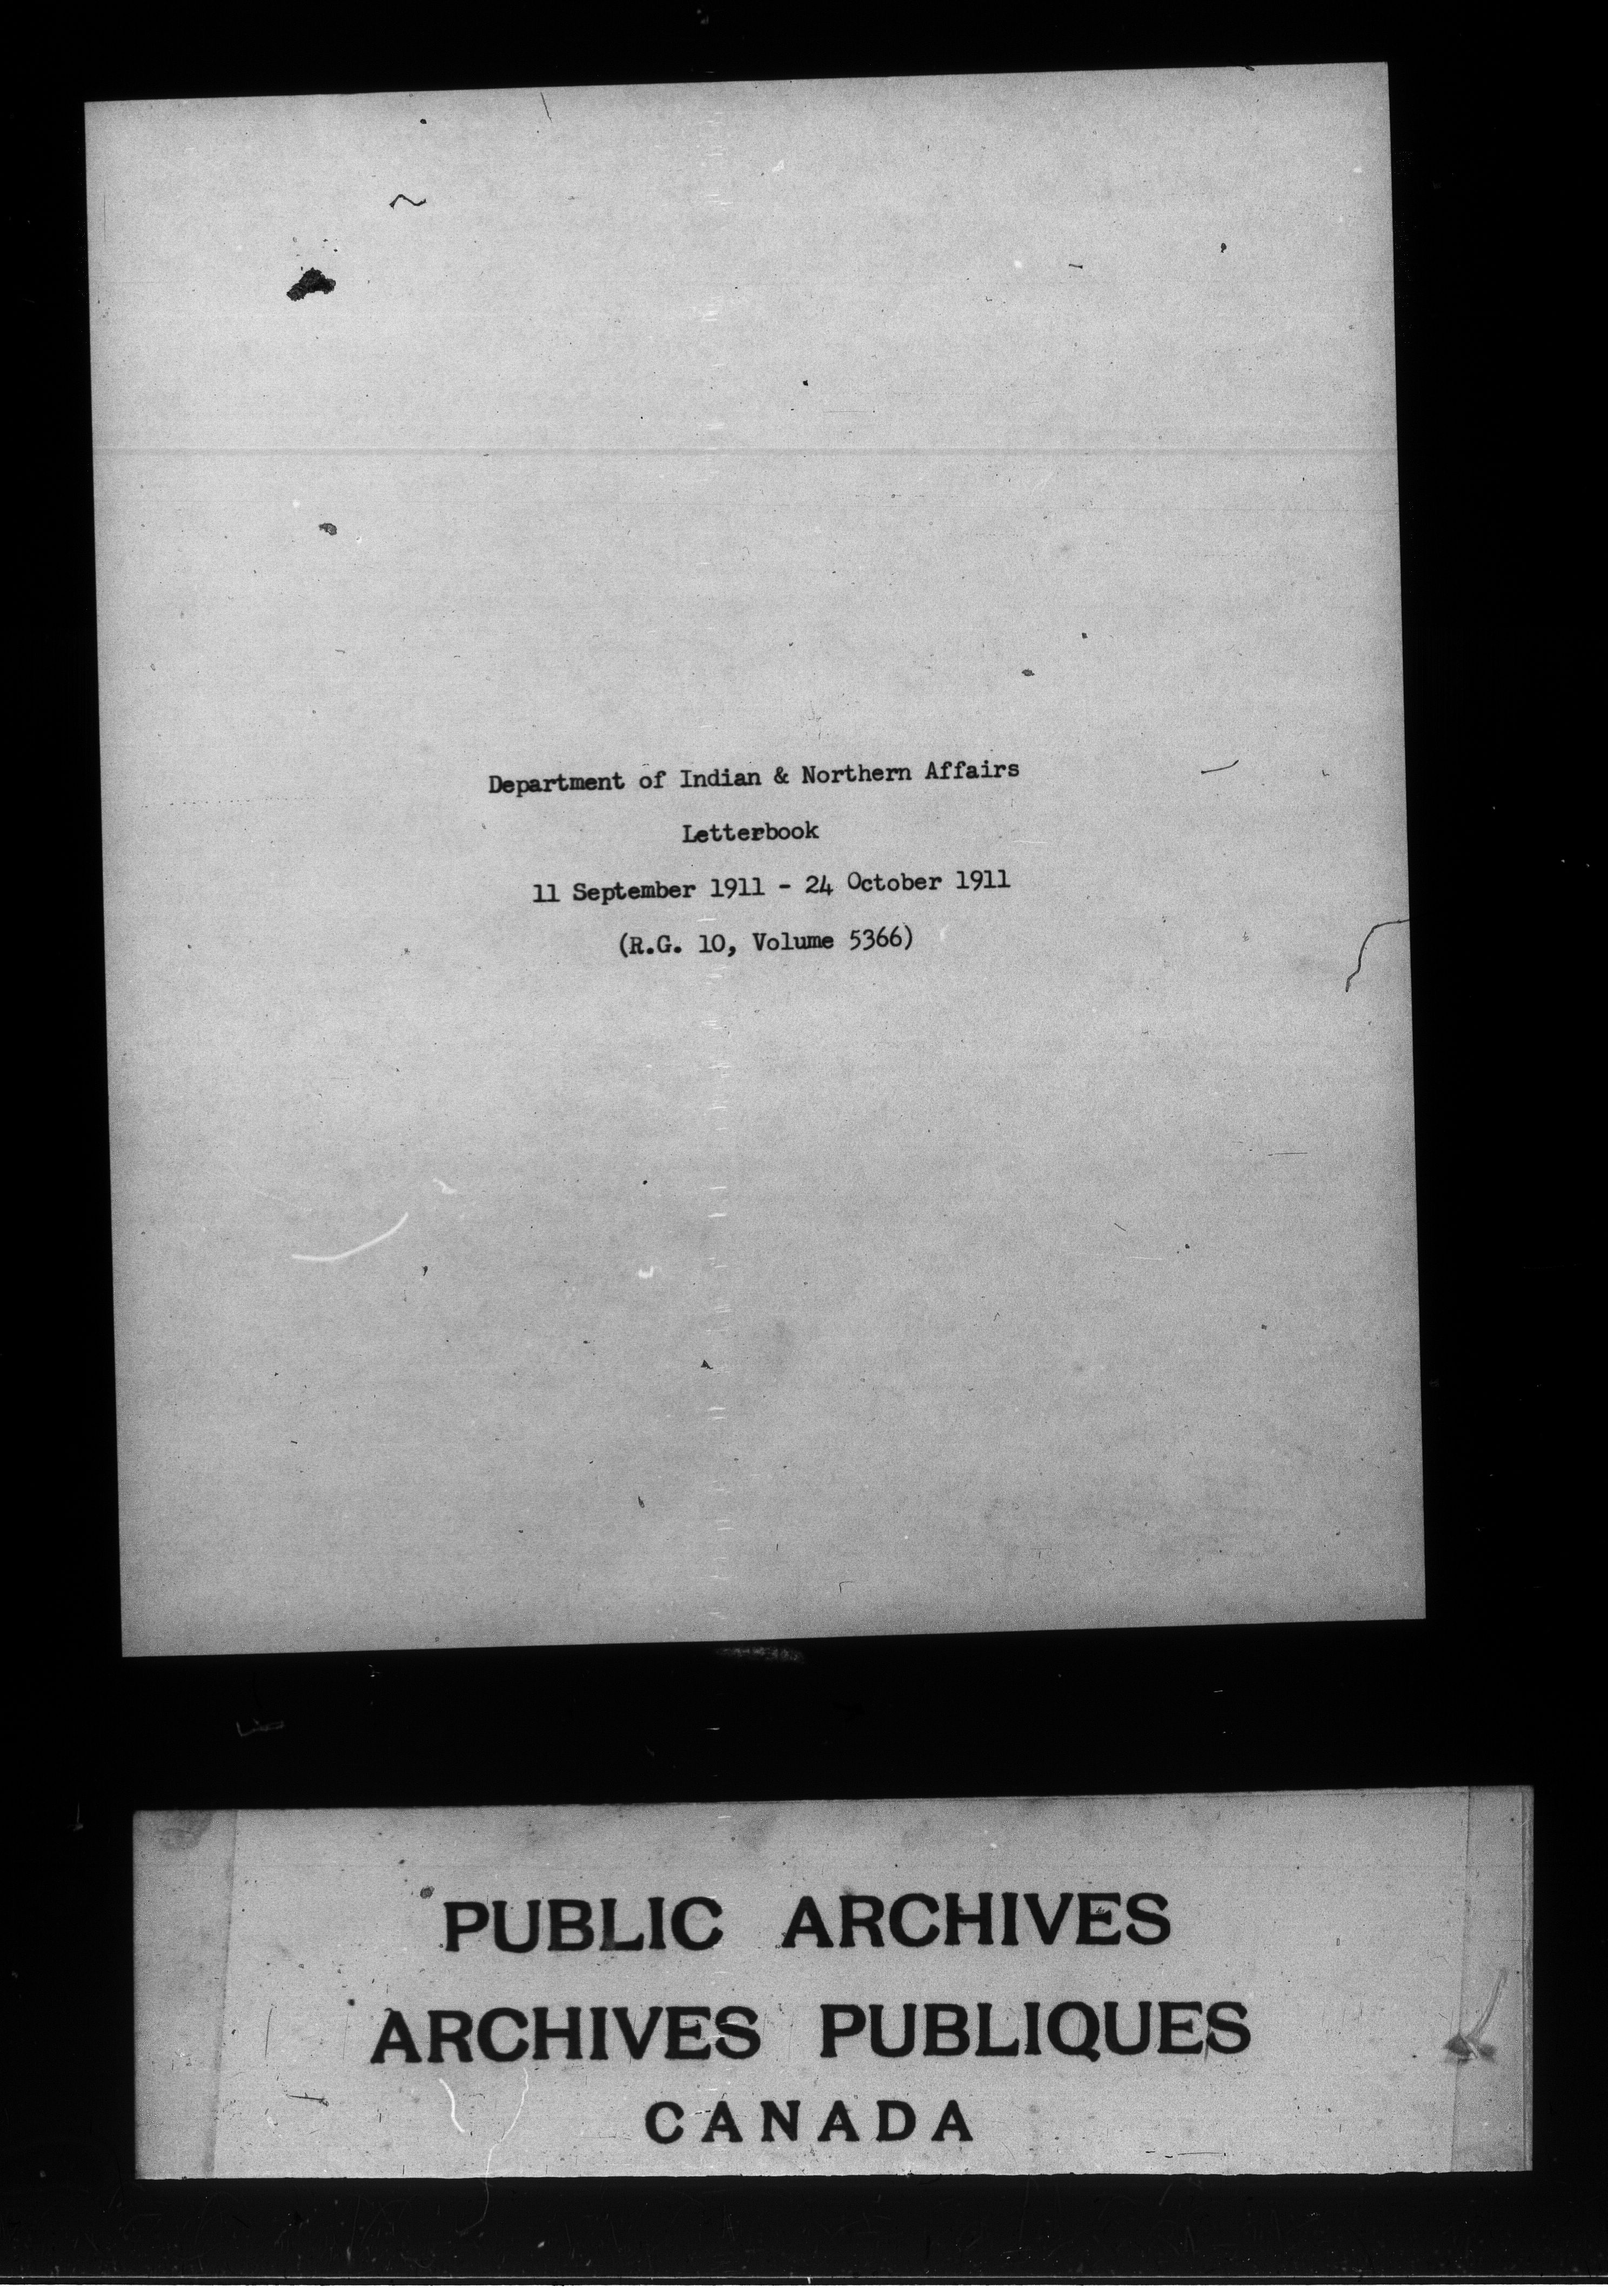 Department of Indian & Northern Affairs
Letterbook
11 September 1911 - 24 October 1911
(R.G. 10, Volume 5366)
PUBLIC ARCHIVES
ARCHIVES PUBLIQUES
CANADA